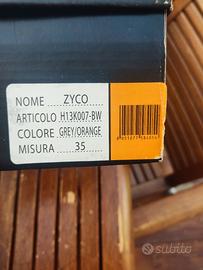 NOME ZYCO
ARTICOLO H13K007-BW
COLORE GREY/ORANGE
MISURA 35
subito